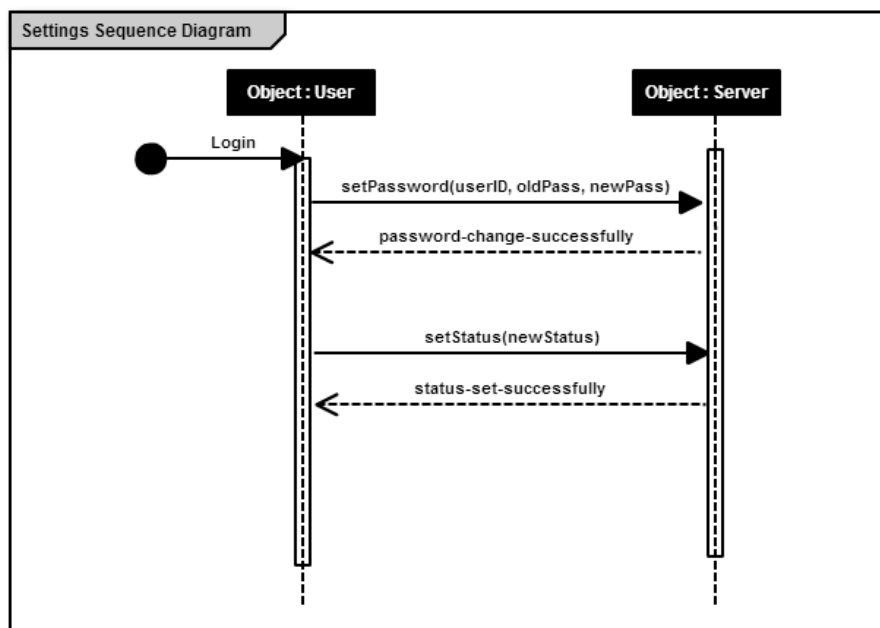 Settings Sequence Diagram
Object : User
Object : Server
Login
setPassword(userID, oldPass, newPass)
password-change-successfully
setStatus(newStatus)
status-set-successfully